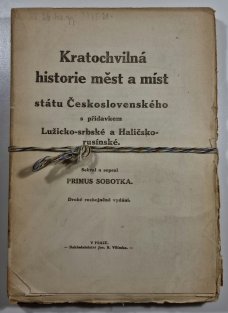 Kratochvilná
historie měst a míst
státu Československého
s přídavkem
Lužicko-srbské a Haličsko-
rusínské.
Sebral a sepsal
PRIMUS SOBOTKA.
Druhé rozhojněné vydání.
V PRAZE.
Nakladatelství Jos. R. Vilímka.